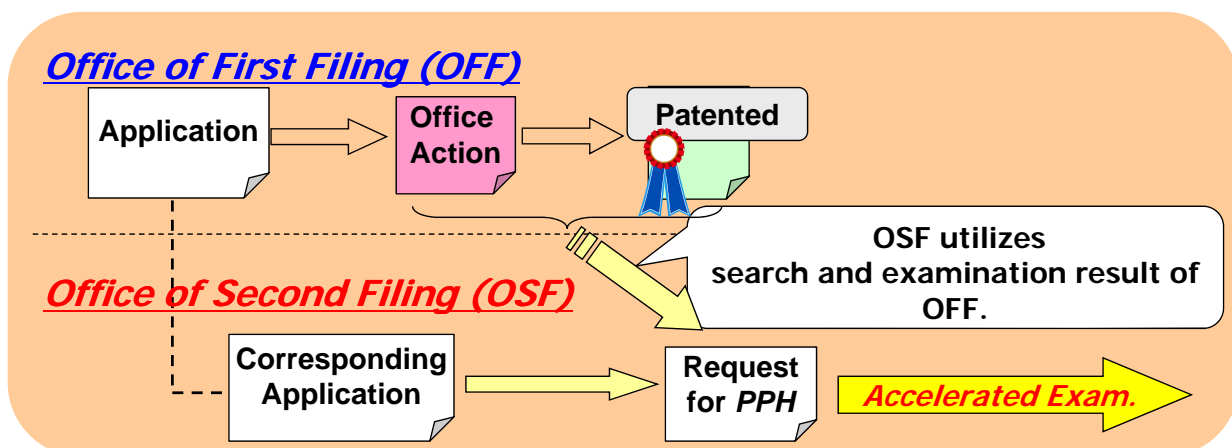 Office of First Filing (OFF)
Application
Office
Action
Patented
OSF utilizes
search and examination result of
OFF.
Office of Second Filing (OSF)
Corresponding
Application
Request
for PPH
Accelerated Exam.